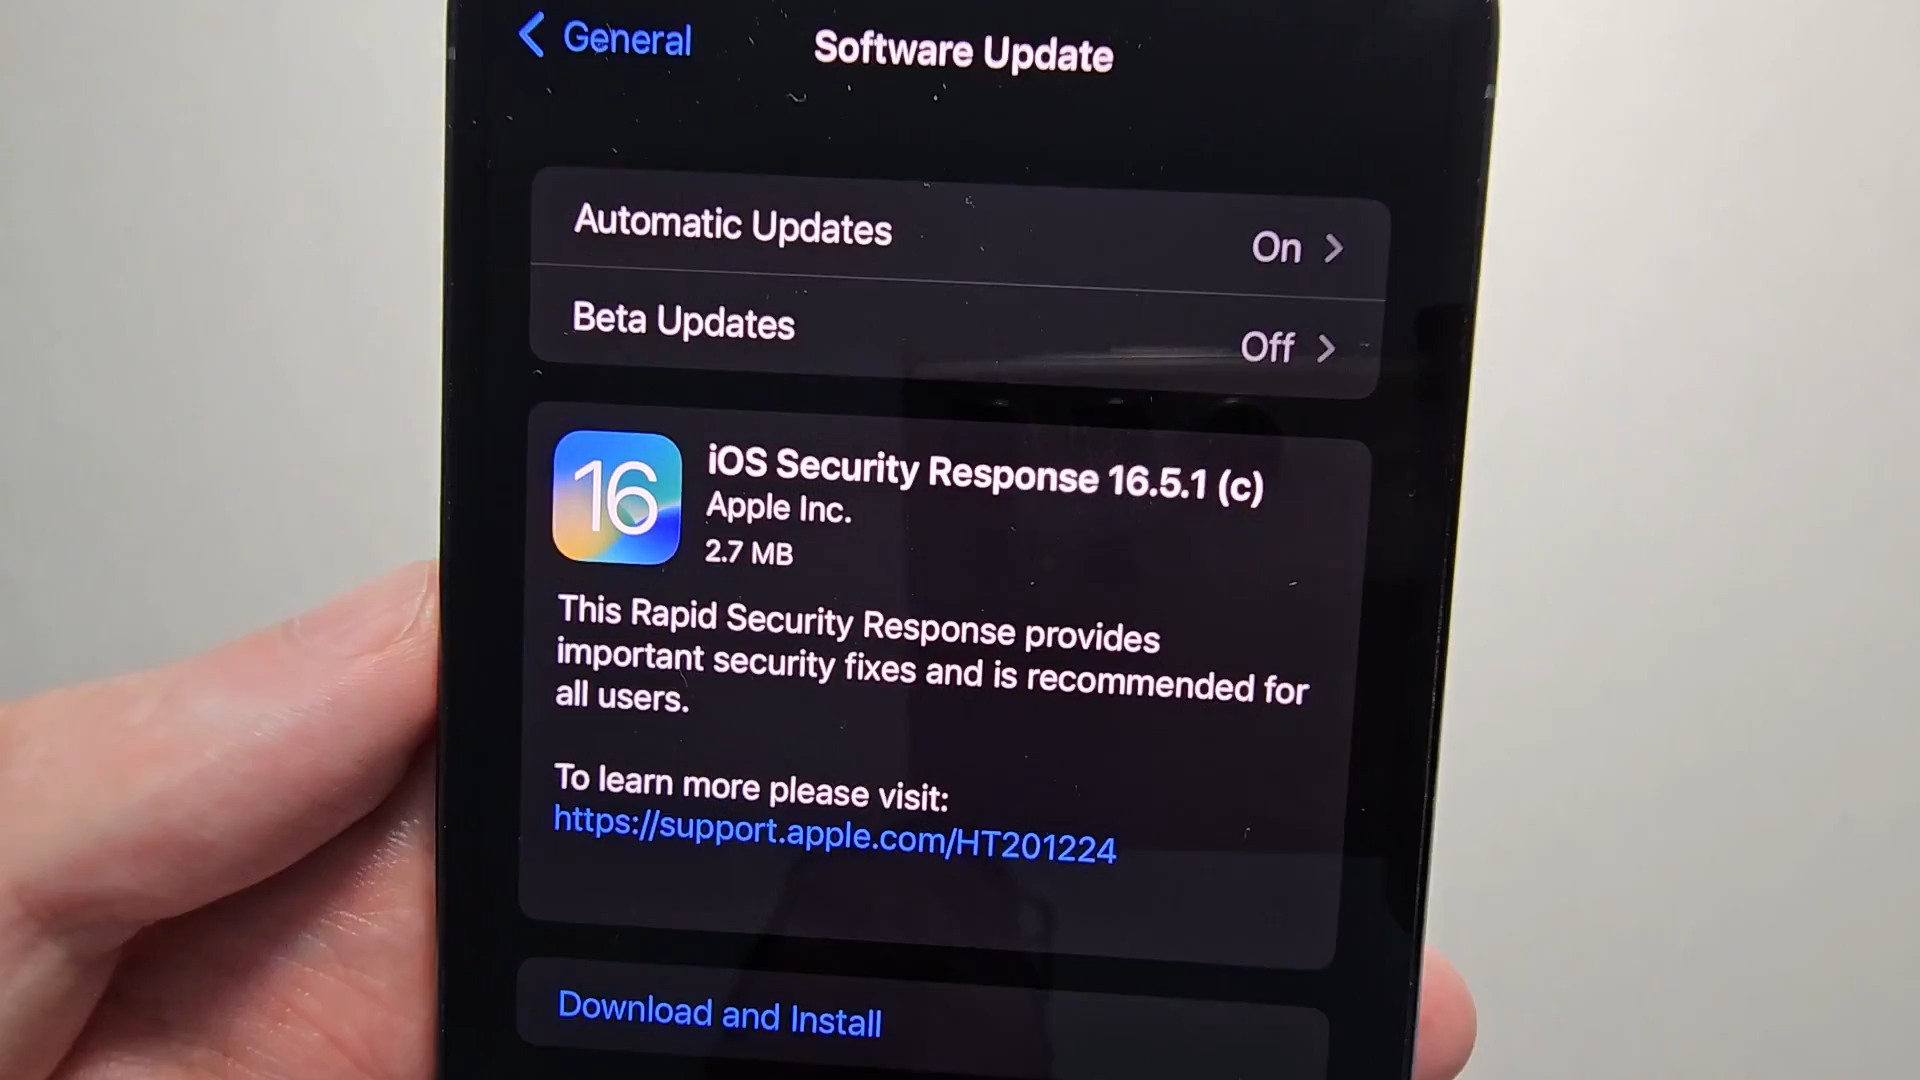 General
Software Update
Automatic Updates
On
Beta Updates
Off
16
iOS Security Response 16.5.1 (c)
Apple Inc.
2.7 MB
This Rapid Security Response provides
important security fixes and is recommended for
all users.
To learn more please visit:
https://support.apple.com/HT201224
Download and Install